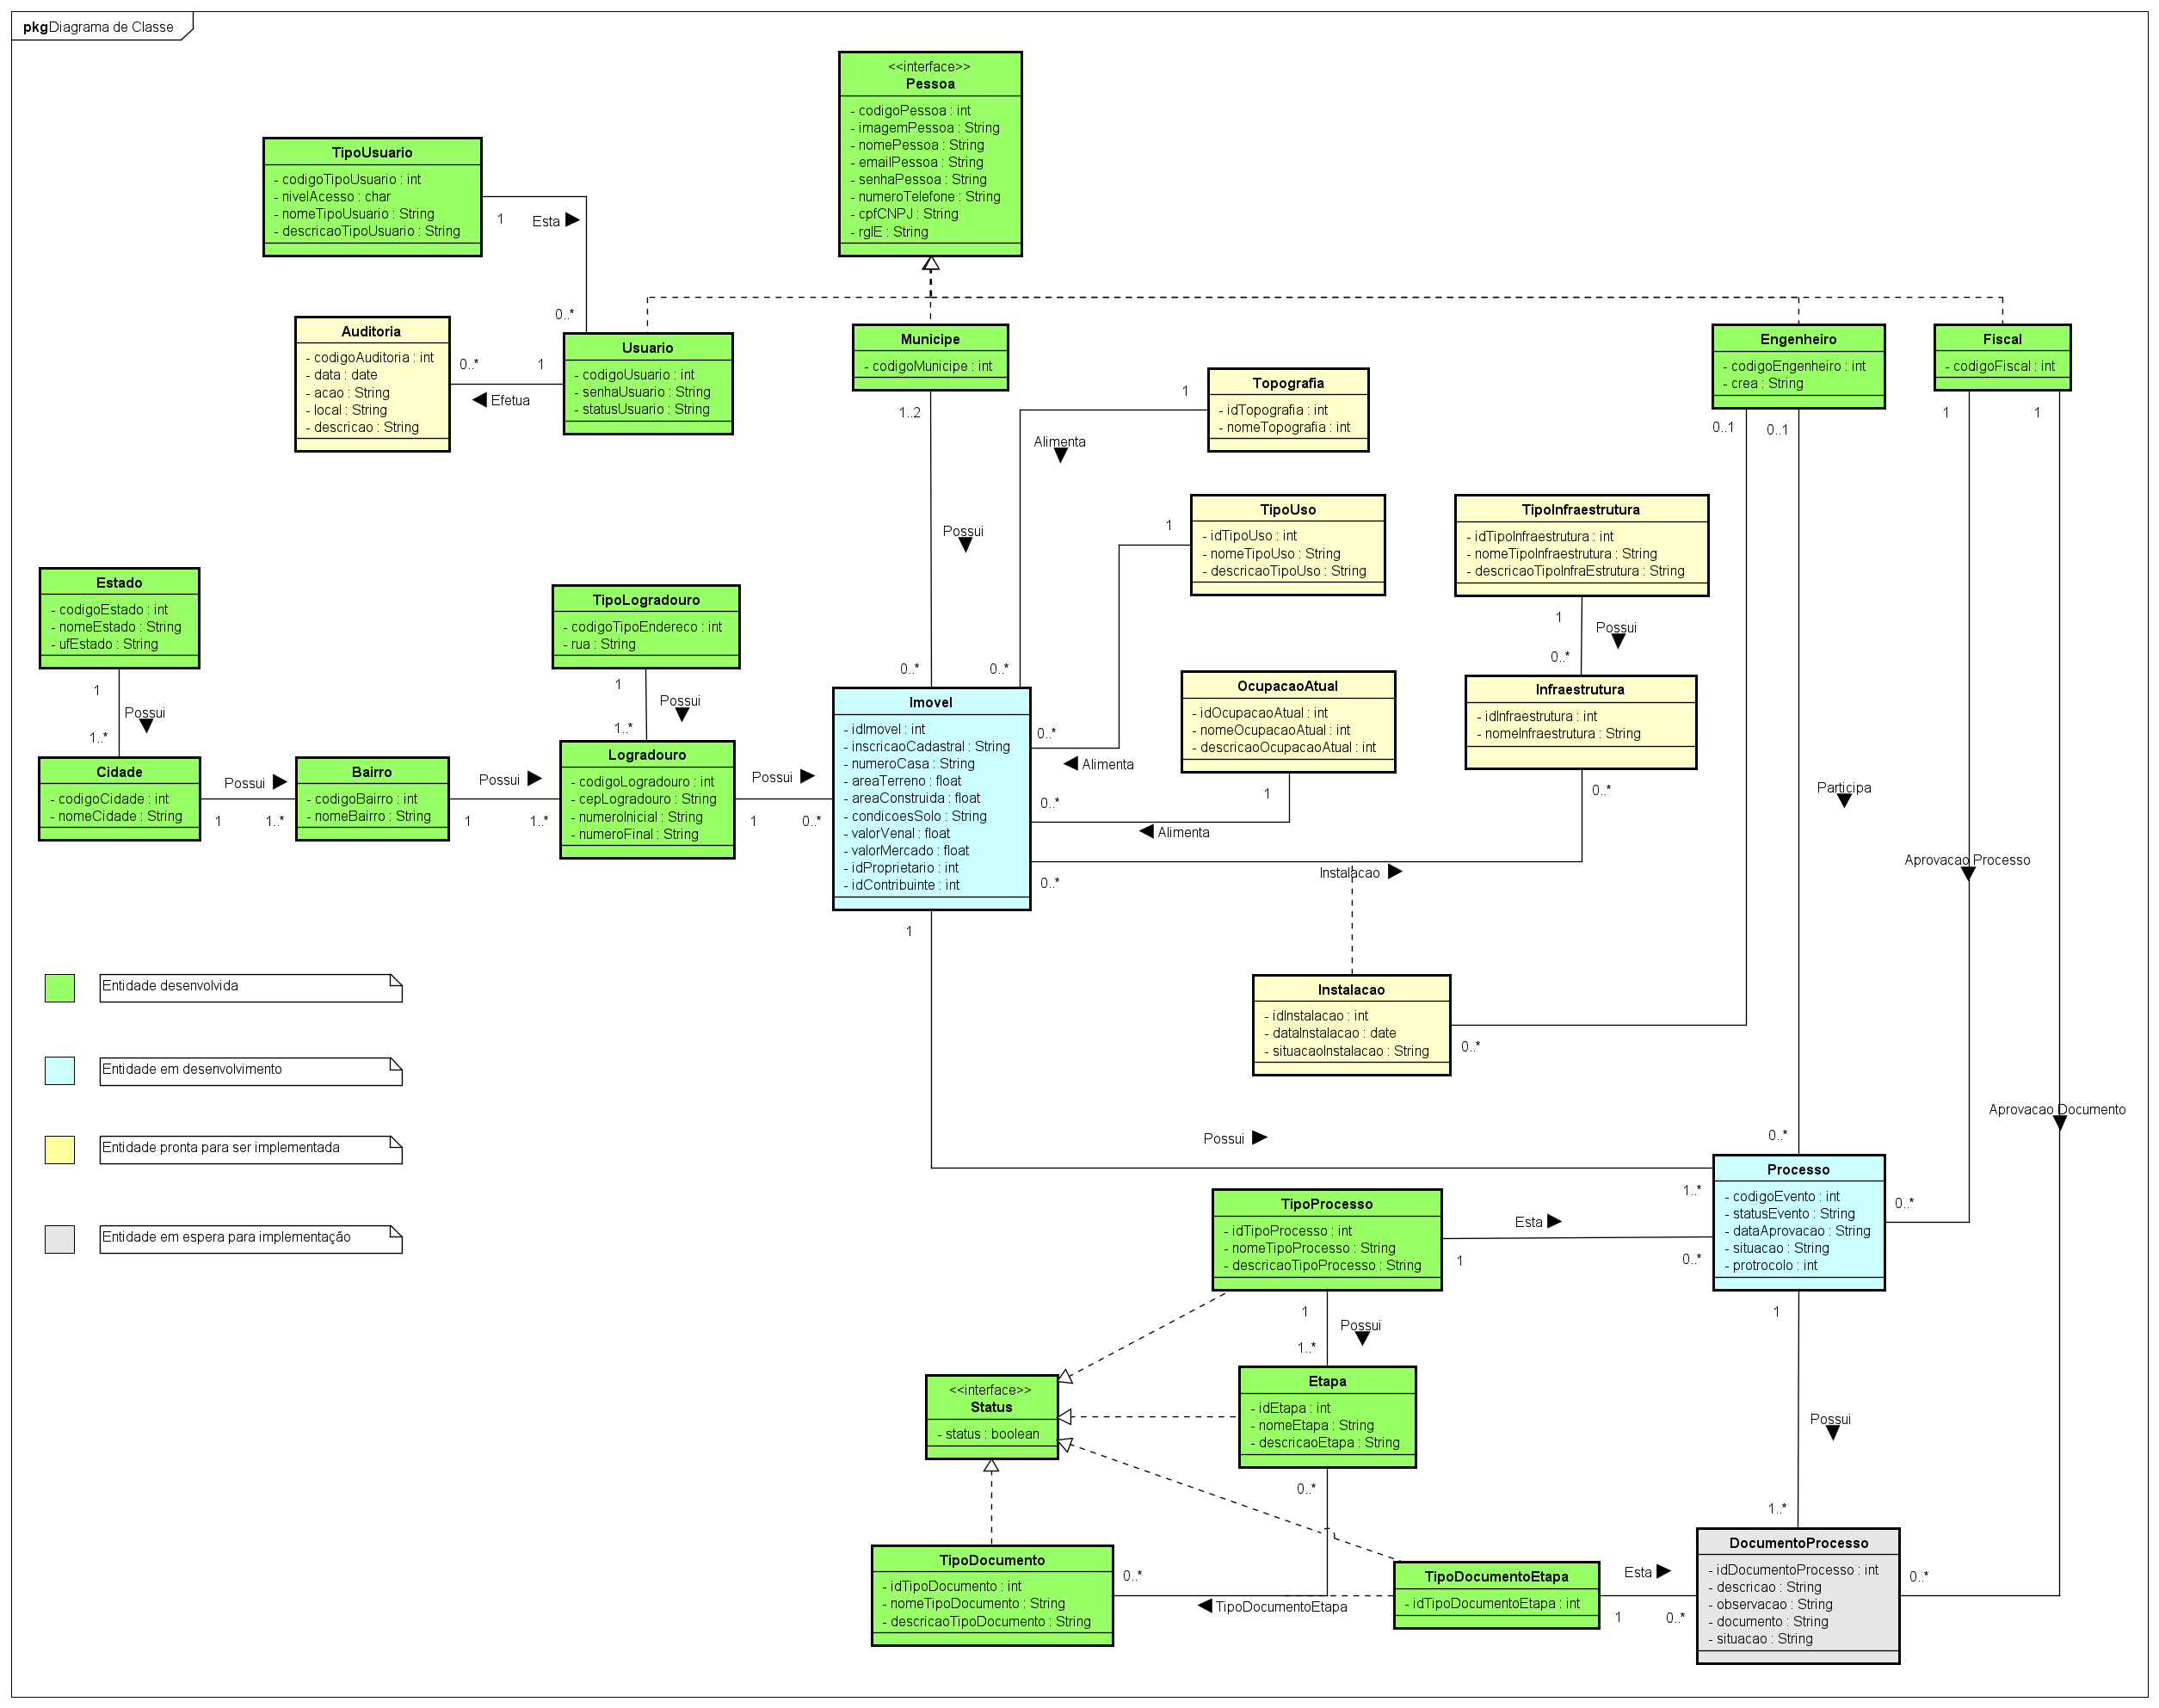 pkg Diagrama de Classe
<<interface>>
Pessoa
- codigoPessoa : int
- imagemPessoa : String
- nomePessoa : String
- emailPessoa : String
- senhaPessoa : String
- numeroTelefone : String
- cpfCNPJ : String
- rgIE : String
TipoUsuario
- codigoTipoUsuario : int
- nivelAcesso : char
- nomeTipoUsuario : String
- descricaoTipoUsuario : String
1
Esta
0..*
Auditoria
- codigoAuditoria : int
- data : date
- acao : String
- local : String
- descricao : String
0..*
1
Efetua
Usuario
- codigoUsuario : int
- senhaUsuario : String
- statusUsuario : String
Municipe
- codigoMunicipe : int
1..2
Possui
0..*
Topografia
- idTopografia : int
- nomeTopografia : int
1
Alimenta
0..*
Engenheiro
- codigoEngenheiro : int
- crea : String
0..1
0..1
Fiscal
- codigoFiscal : int
1
1
TipoUso
- idTipoUso : int
- nomeTipoUso : String
- descricaoTipoUso : String
1
0..*
Alimenta
TipoInfraestrutura
- idTipoInfraestrutura : int
- nomeTipoInfraestrutura : String
- descricaoTipoInfraEstrutura : String
1
Possui
0..*
Estado
- codigoEstado : int
- nomeEstado : String
- ufEstado : String
1
Possui
1..*
TipoLogradouro
- codigoTipoEndereco : int
- rua : String
1
Possui
1..*
OcupacaoAtual
- idOcupacaoAtual : int
- nomeOcupacaoAtual : int
- descricaoOcupacaoAtual : int
1
0..*
Alimenta
Infraestrutura
- idInfraestrutura : int
- nomeInfraestrutura : String
0..*
Cidade
- codigoCidade : int
- nomeCidade : String
Possui
1
1..*
Bairro
- codigoBairro : int
- nomeBairro : String
Possui
1
1..*
Logradouro
- codigoLogradouro : int
- cepLogradouro : String
- numeroInicial : String
- numeroFinal : String
Possui
1
0..*
Imovel
- idImovel : int
- inscricaoCadastral : String
- numeroCasa : String
- areaTerreno : float
- areaConstruida : float
- condicoesSolo : String
- valorVenal : float
- valorMercado : float
- idProprietario : int
- idContribuinte : int
0..*
Instalacao
1
Participa
Aprovacao Processo
Aprovacao Documento
Instalacao
- idInstalacao : int
- dataInstalacao : date
- situacaoInstalacao : String
0..*
Entidade desenvolvida
Entidade em desenvolvimento
Entidade pronta para ser implementada
Entidade em espera para implementação
Possui
0..*
1..*
Processo
- codigoEvento : int
- statusEvento : String
- dataAprovacao : String
- situacao : String
- protrocolo : int
0..*
TipoProcesso
- idTipoProcesso : int
- nomeTipoProcesso : String
- descricaoTipoProcesso : String
Esta
1
0..*
1
Possui
1..*
1
Possui
1..*
<<interface>>
Status
- status : boolean
Etapa
- idEtapa : int
- nomeEtapa : String
- descricaoEtapa : String
0..*
TipoDocumento
- idTipoDocumento : int
- nomeTipoDocumento : String
- descricaoTipoDocumento : String
0..*
TipoDocumentoEtapa
TipoDocumentoEtapa
- idTipoDocumentoEtapa : int
Esta
1
0..*
DocumentoProcesso
- idDocumentoProcesso : int
- descricao : String
- observacao : String
- documento : String
- situacao : String
0..*